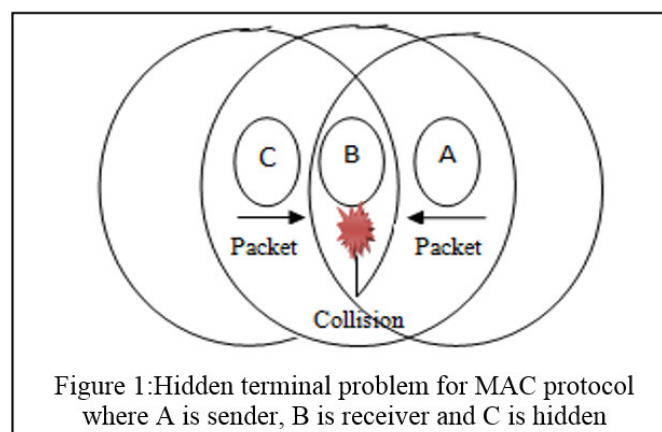 C B A
Packet Packet
Collision
Figure 1:Hidden terminal problem for MAC protocol
where A is sender, B is receiver and C is hidden